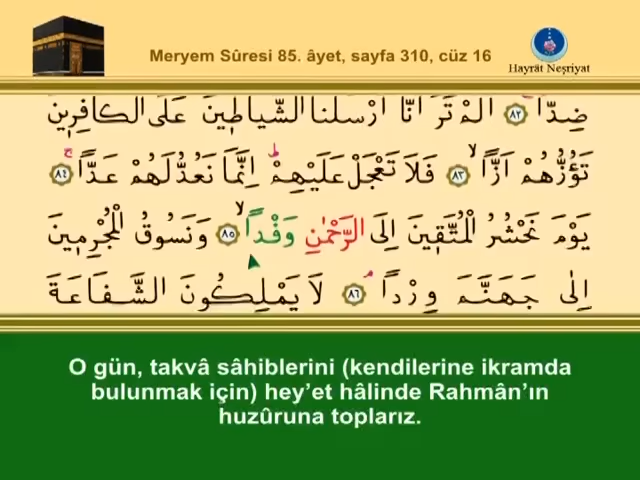 Meryem Sûresi 85. âyet, sayfa 310, cüz 16
Hayrât Neşriyat
ضِدًّا ﴿٨٢﴾ اَلَمْ تَرَ اَنَّا اَرْسَلْنَا الشَّيَاطٖينَ عَلَى الْكَافِرٖينَ
تَؤُزُّهُمْ اَزًّا ﴿٨٣﴾ فَلَا تَعْجَلْ عَلَيْهِمْ اِنَّمَا نَعُدُّ لَهُمْ عَدًّا ﴿٨٤﴾
يَوْمَ نَحْشُرُ الْمُتَّقٖينَ اِلَى الرَّحْمٰنِ وَفْدًا ﴿٨٥﴾ وَنَسُوقُ الْمُجْرِمٖينَ
اِلٰى جَهَنَّمَ وِرْدًا ﴿٨٦﴾ لَا يَمْلِكُونَ الشَّفَاعَةَ
O gün, takvâ sâhiblerini (kendilerine ikramda
bulunmak için) hey’et hâlinde Rahmân’ın
huzûruna toplarız.